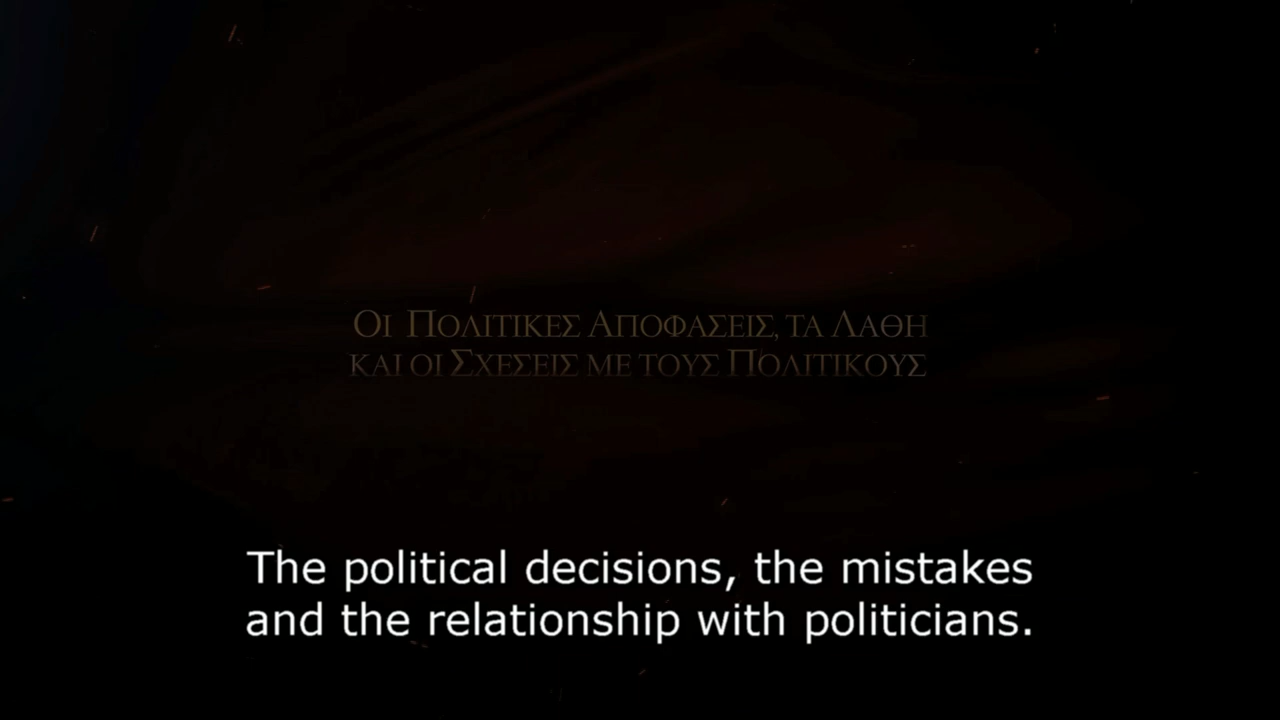 Οι Πολιτικες Αποφασεις, τα Λαθη
και οι Σχεσεις με τους Πολιτικους
The political decisions, the mistakes
and the relationship with politicians.